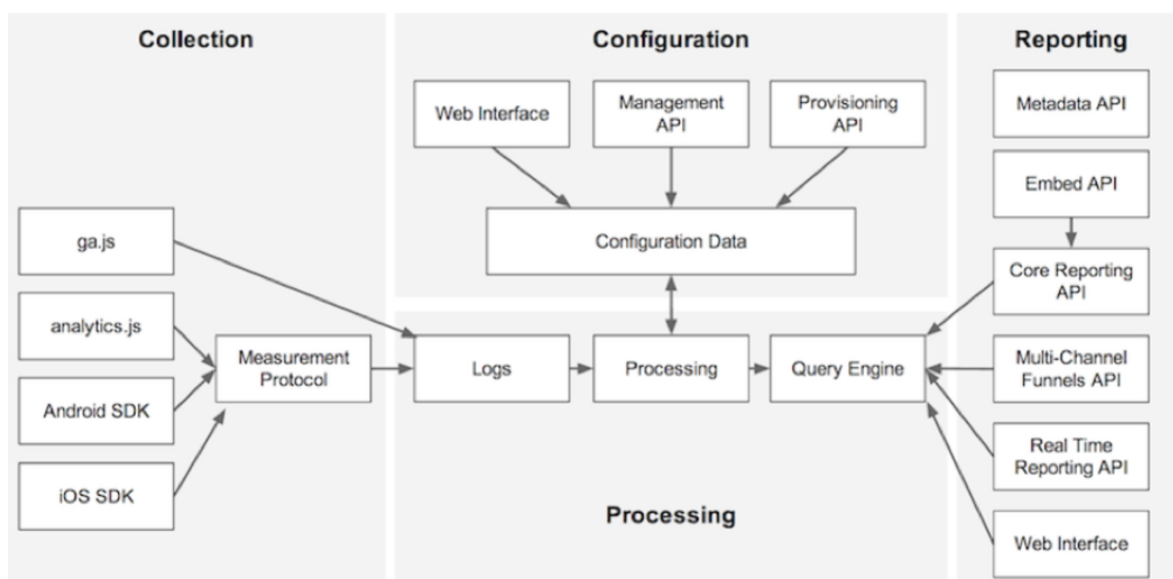 Collection
ga.js
analytics.js
Android SDK
iOS SDK
Measurement
Protocol
Configuration
Web Interface
Management
API
Provisioning
API
Configuration Data
Logs
Processing
Query Engine
Processing
Reporting
Metadata API
Embed API
Core Reporting
API
Multi-Channel
Funnels API
Real Time
Reporting API
Web Interface